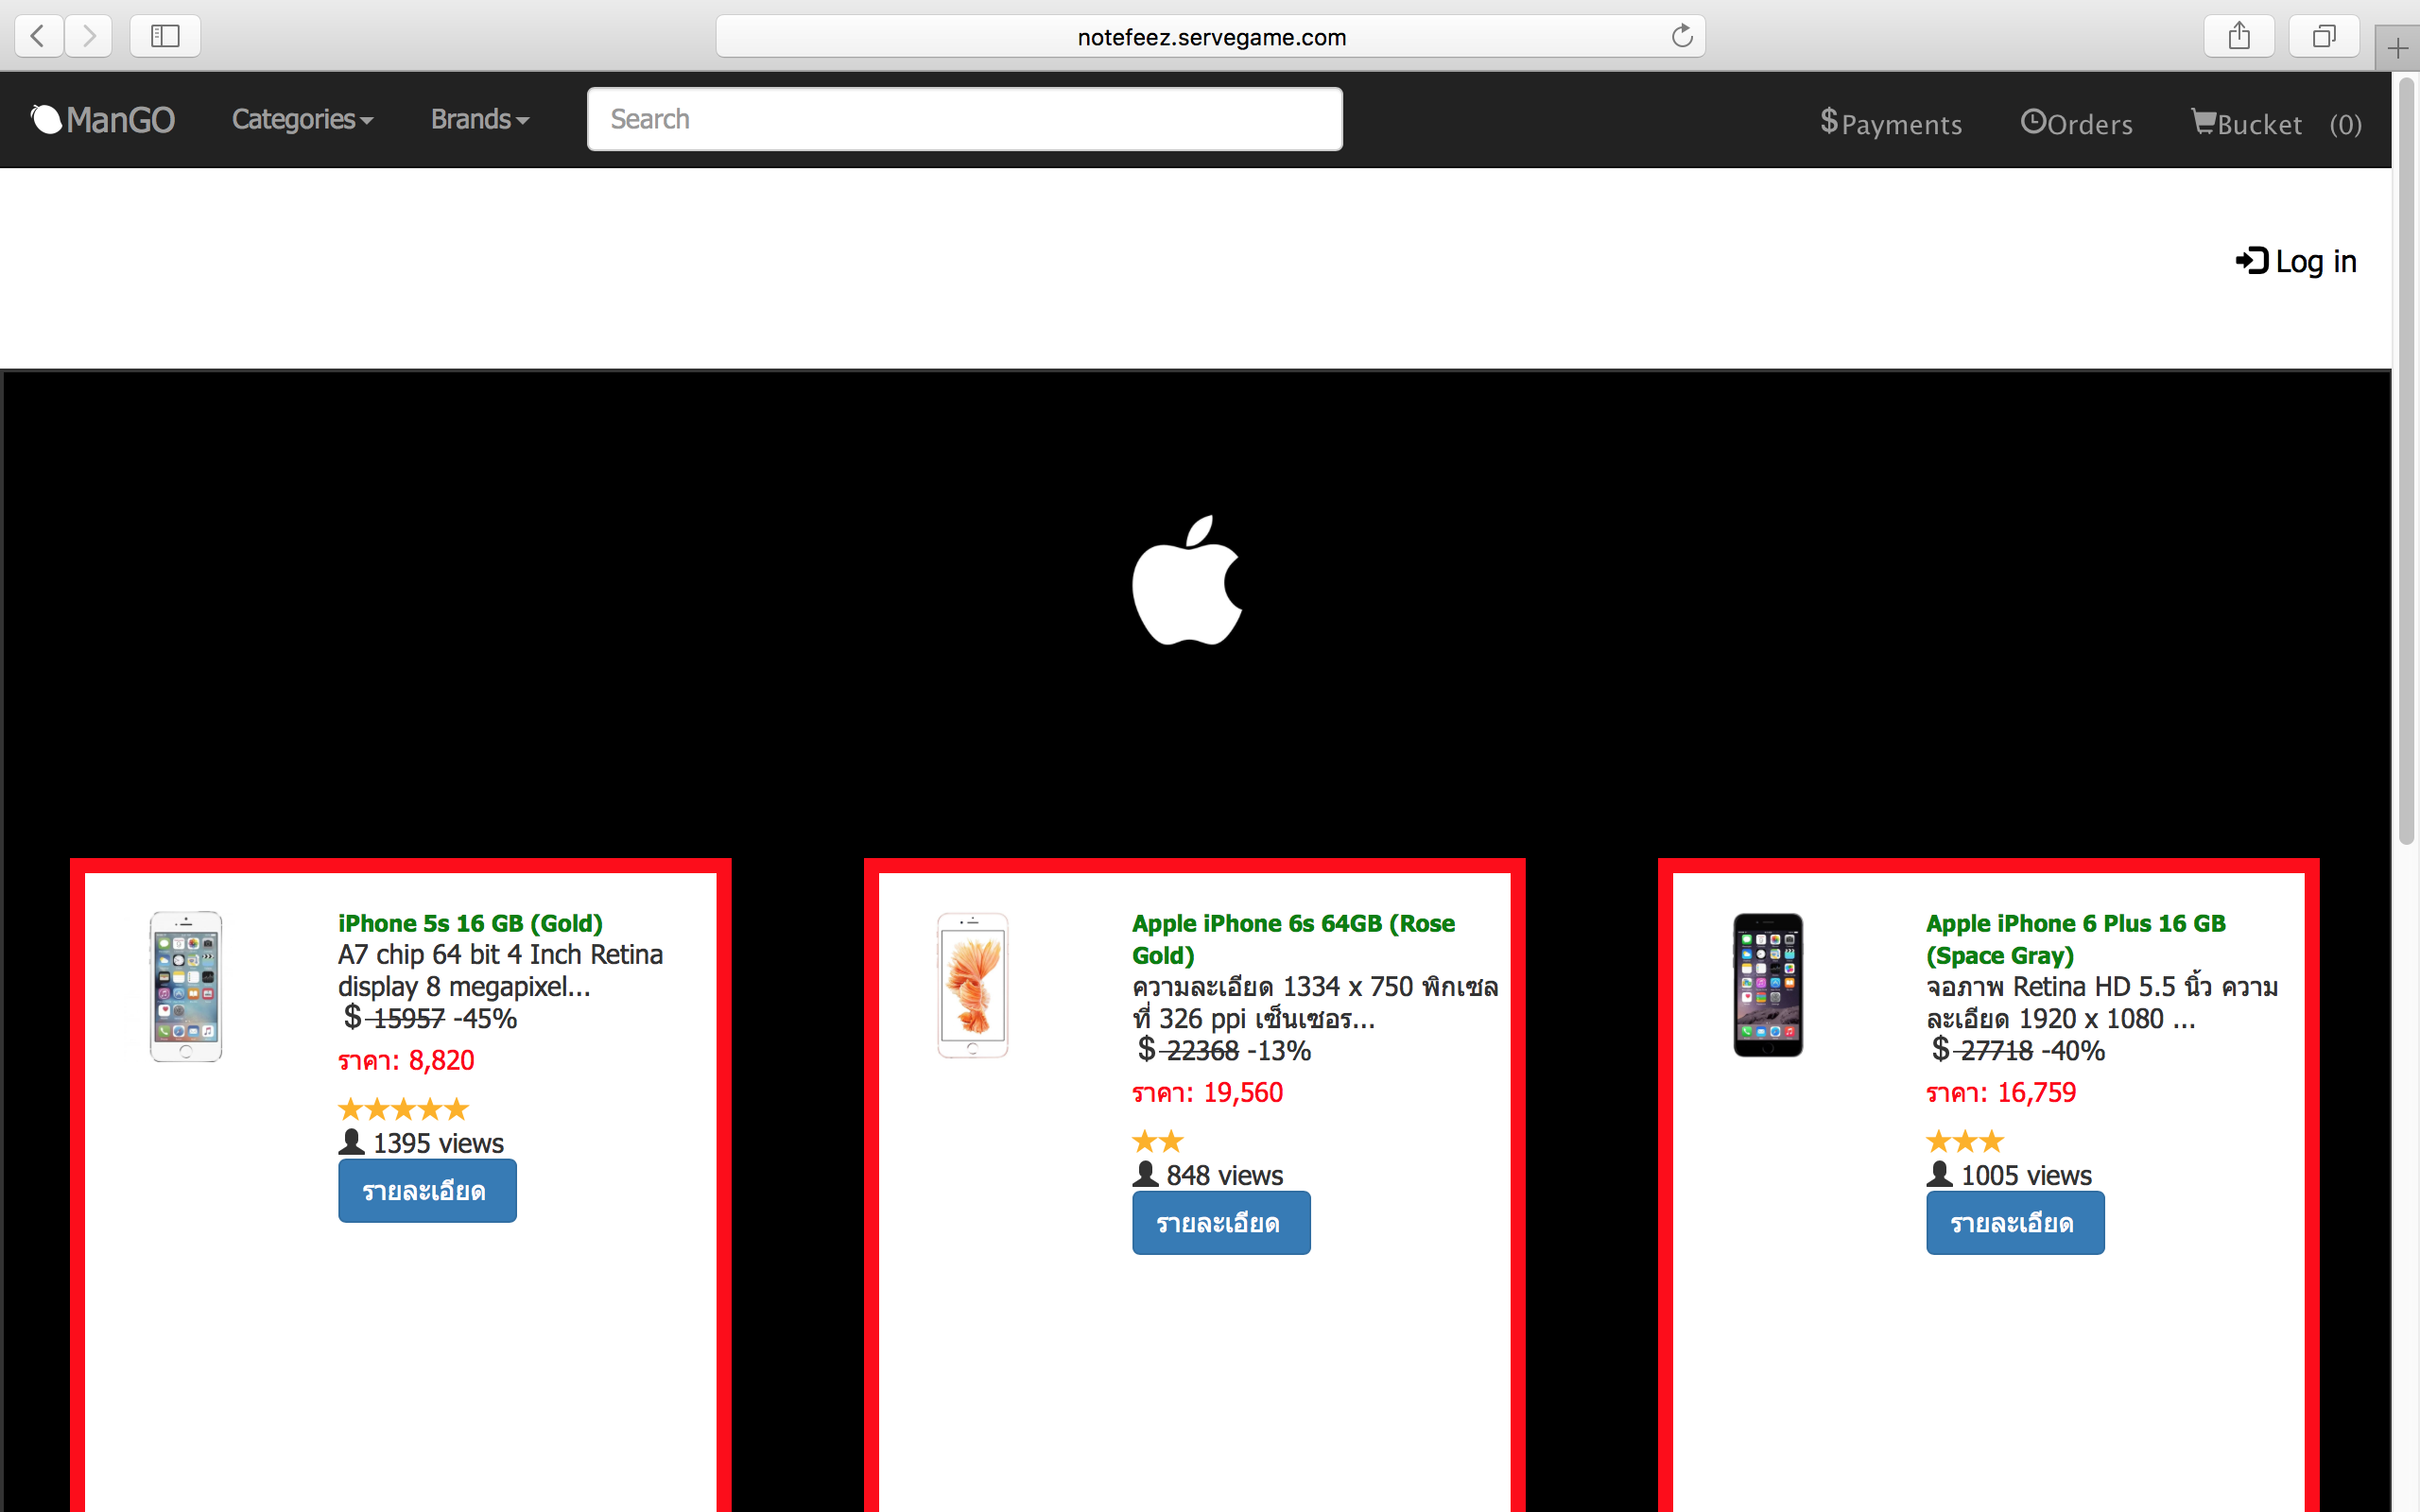 notefeez.servegame.com
ManGO Categories Brands Search $Payments Orders Bucket (0)
Log in
iPhone 5s 16 GB (Gold)
A7 chip 64 bit 4 Inch Retina
display 8 megapixel...
$ 15957 -45%
ราคา: 8,820
★★★★★
1395 views
รายละเอียด
Apple iPhone 6s 64GB (Rose
Gold)
ความละเอียด 1334 x 750 พิกเซล
ที่ 326 ppi เซ็นเซอร...
$ 22368 -13%
ราคา: 19,560
★★
848 views
รายละเอียด
Apple iPhone 6 Plus 16 GB
(Space Gray)
จอภาพ Retina HD 5.5 นิ้ว ความ
ละเอียด 1920 x 1080 ...
$ 27718 -40%
ราคา: 16,759
★★★
1005 views
รายละเอียด